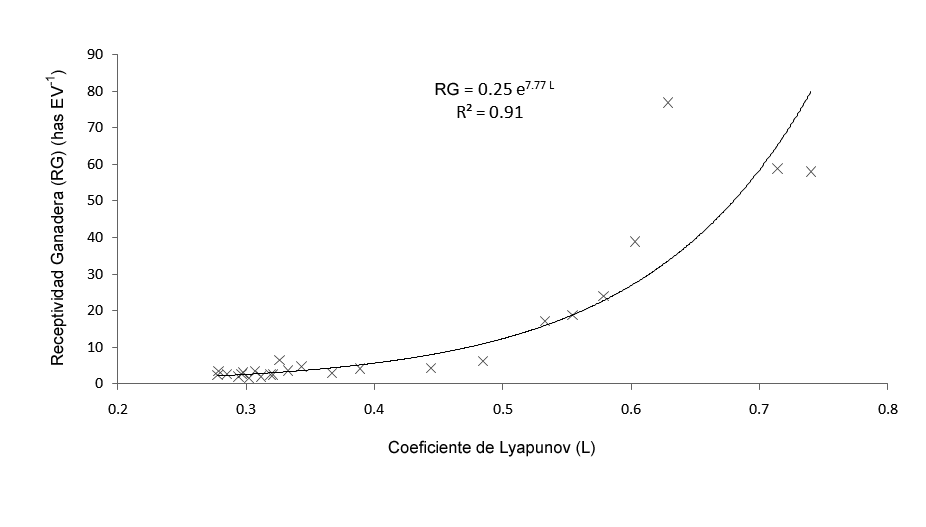 90
80
70
60
50
40
30
20
10
0
Receptividad Ganadera (RG) (has EV⁻¹)
RG = 0.25 e^7.77 L
R² = 0.91
0.2 0.3 0.4 0.5 0.6 0.7 0.8
Coeficiente de Lyapunov (L)